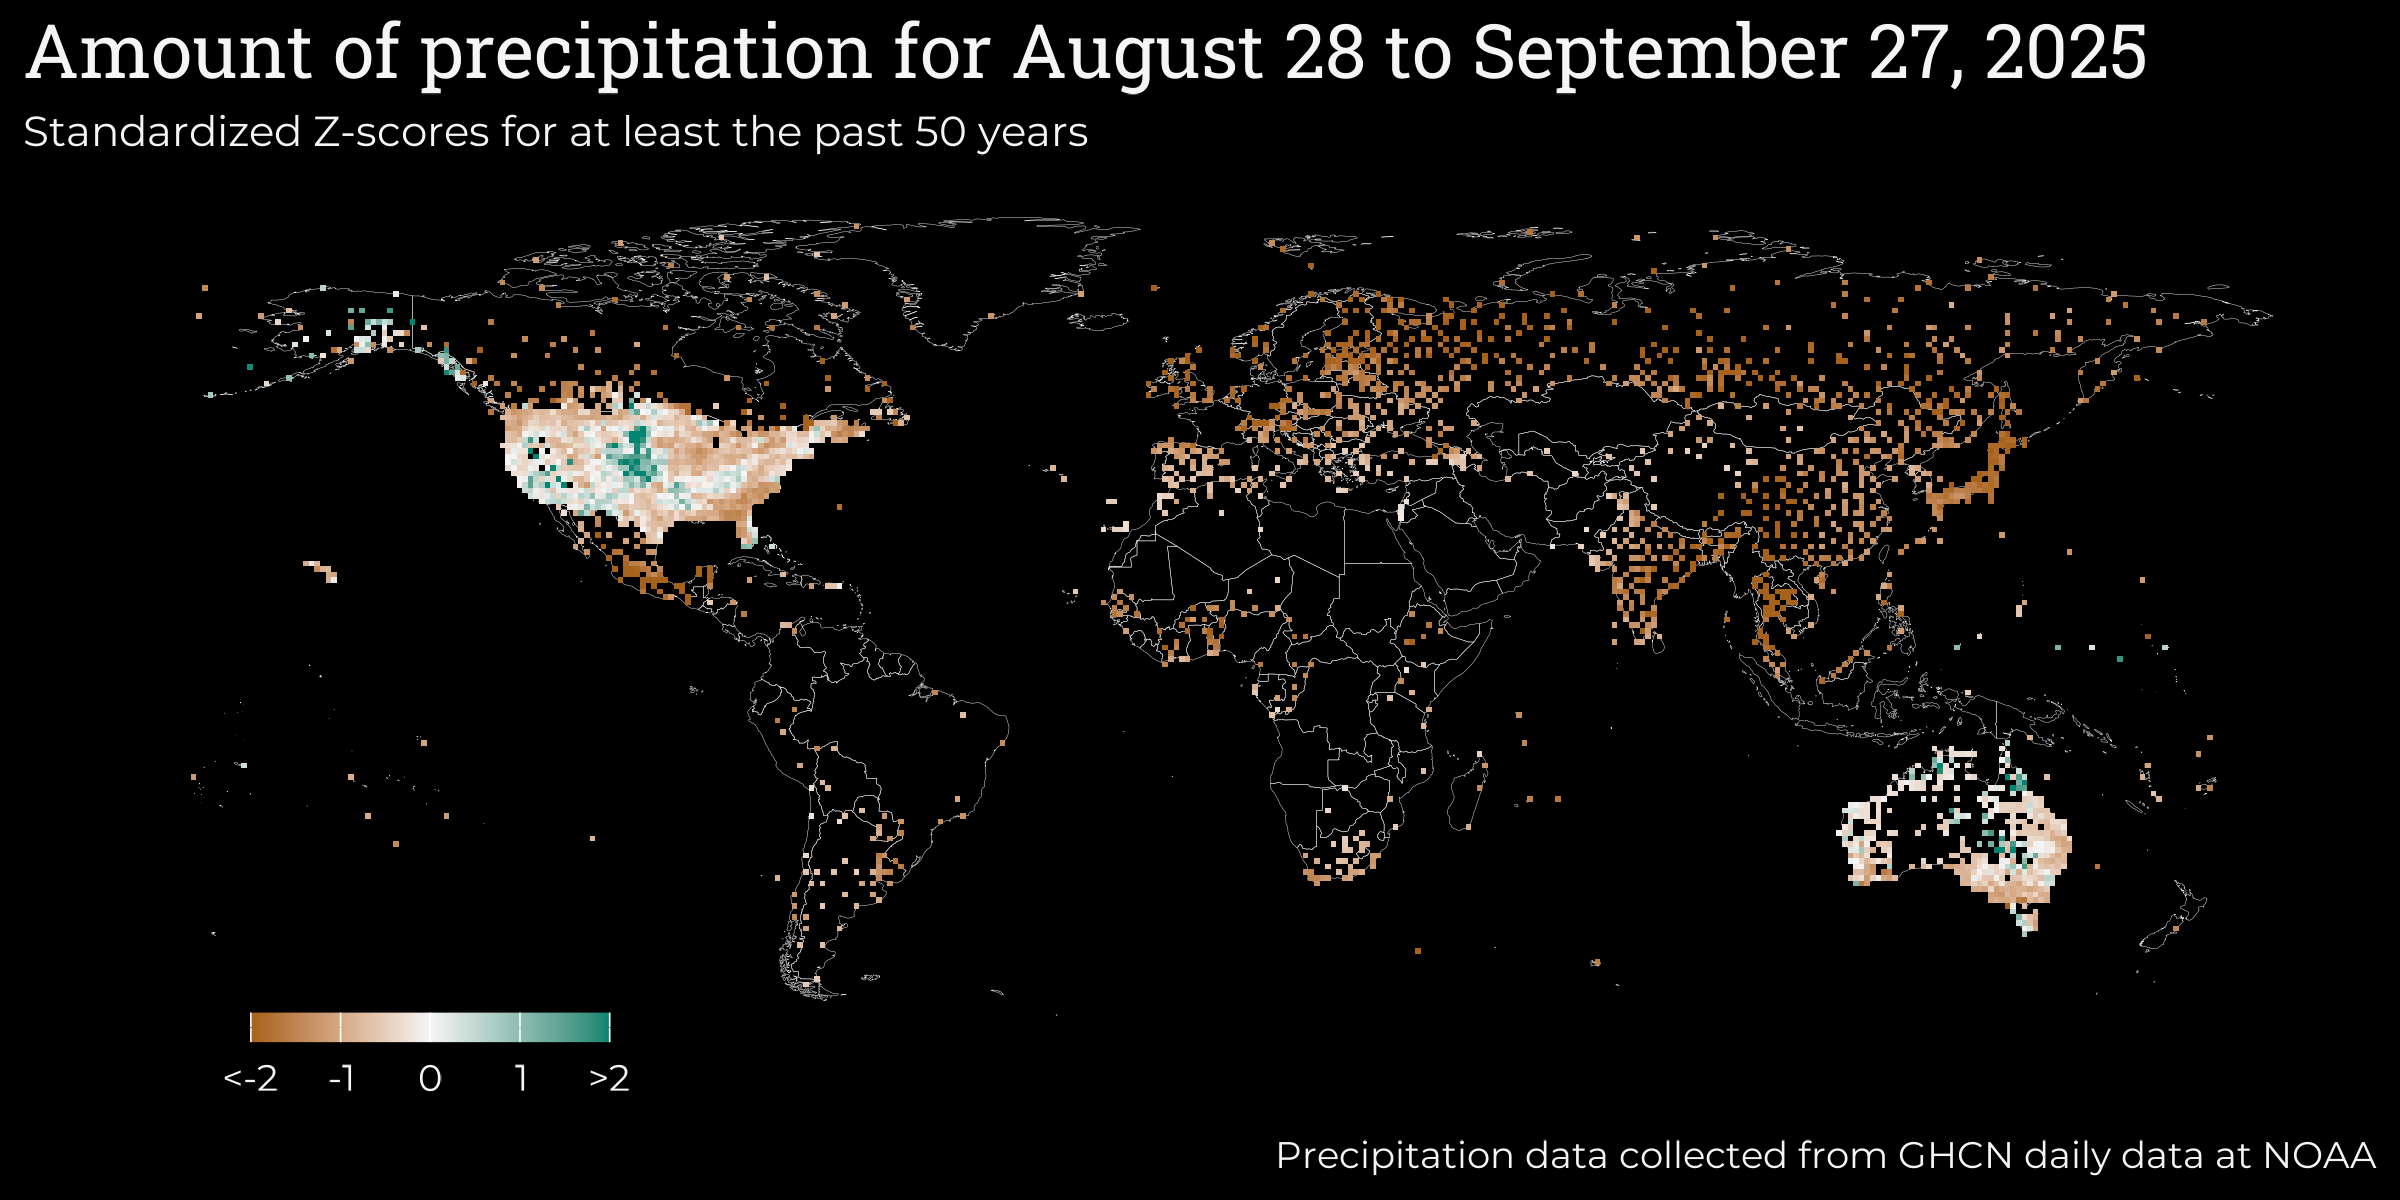 Amount of precipitation for August 28 to September 27, 2025
Standardized Z-scores for at least the past 50 years
<-2 -1 0 1 >2
Precipitation data collected from GHCN daily data at NOAA